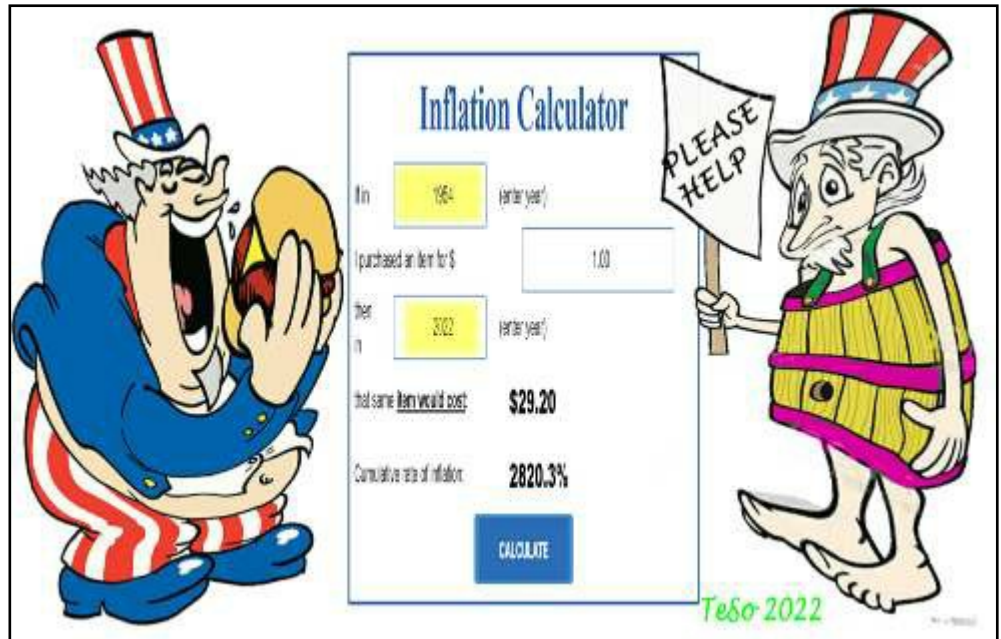 Inflation Calculator
If in 1964 (enter year)
I purchased an item for $ 1.00
then
in 2022 (enter year)
that same item would cost: $29.20
Cumulative rate of inflation: 2820.3%
CALCULATE
PLEASE
HELP
TeSo 2022